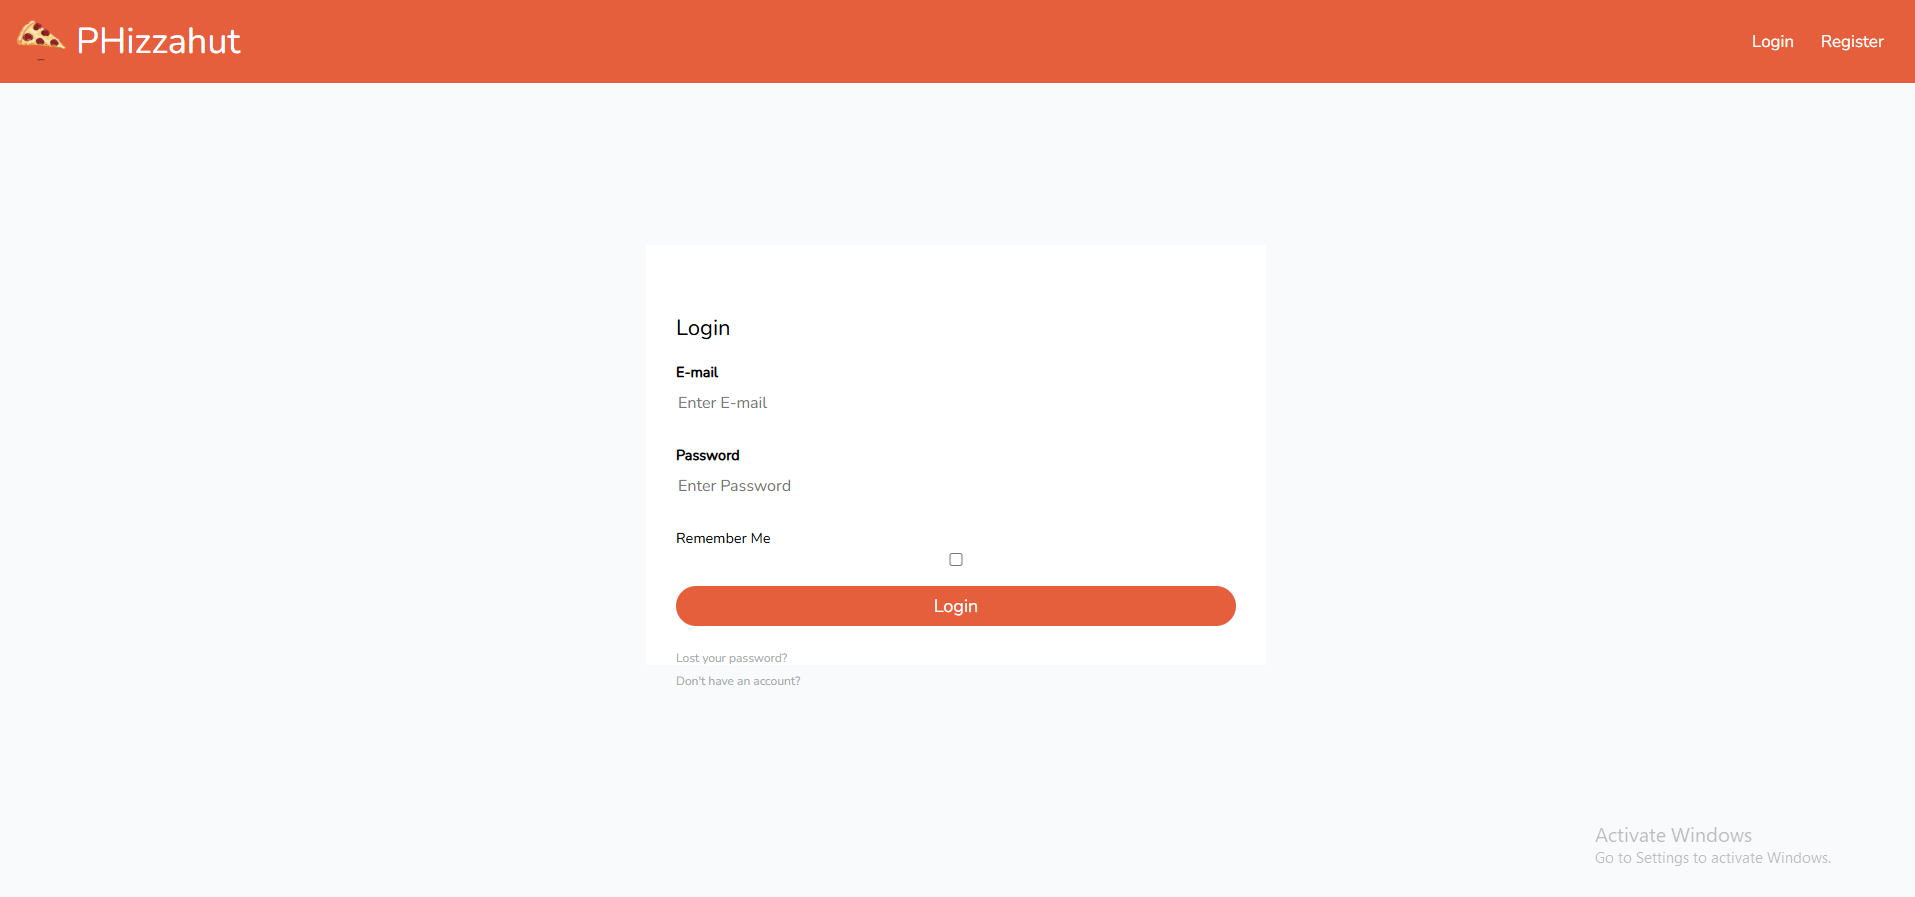 PHizzahut
Login Register
Login
E-mail
Enter E-mail
Password
Enter Password
Remember Me
Login
Lost your password?
Don't have an account?
Activate Windows
Go to Settings to activate Windows.